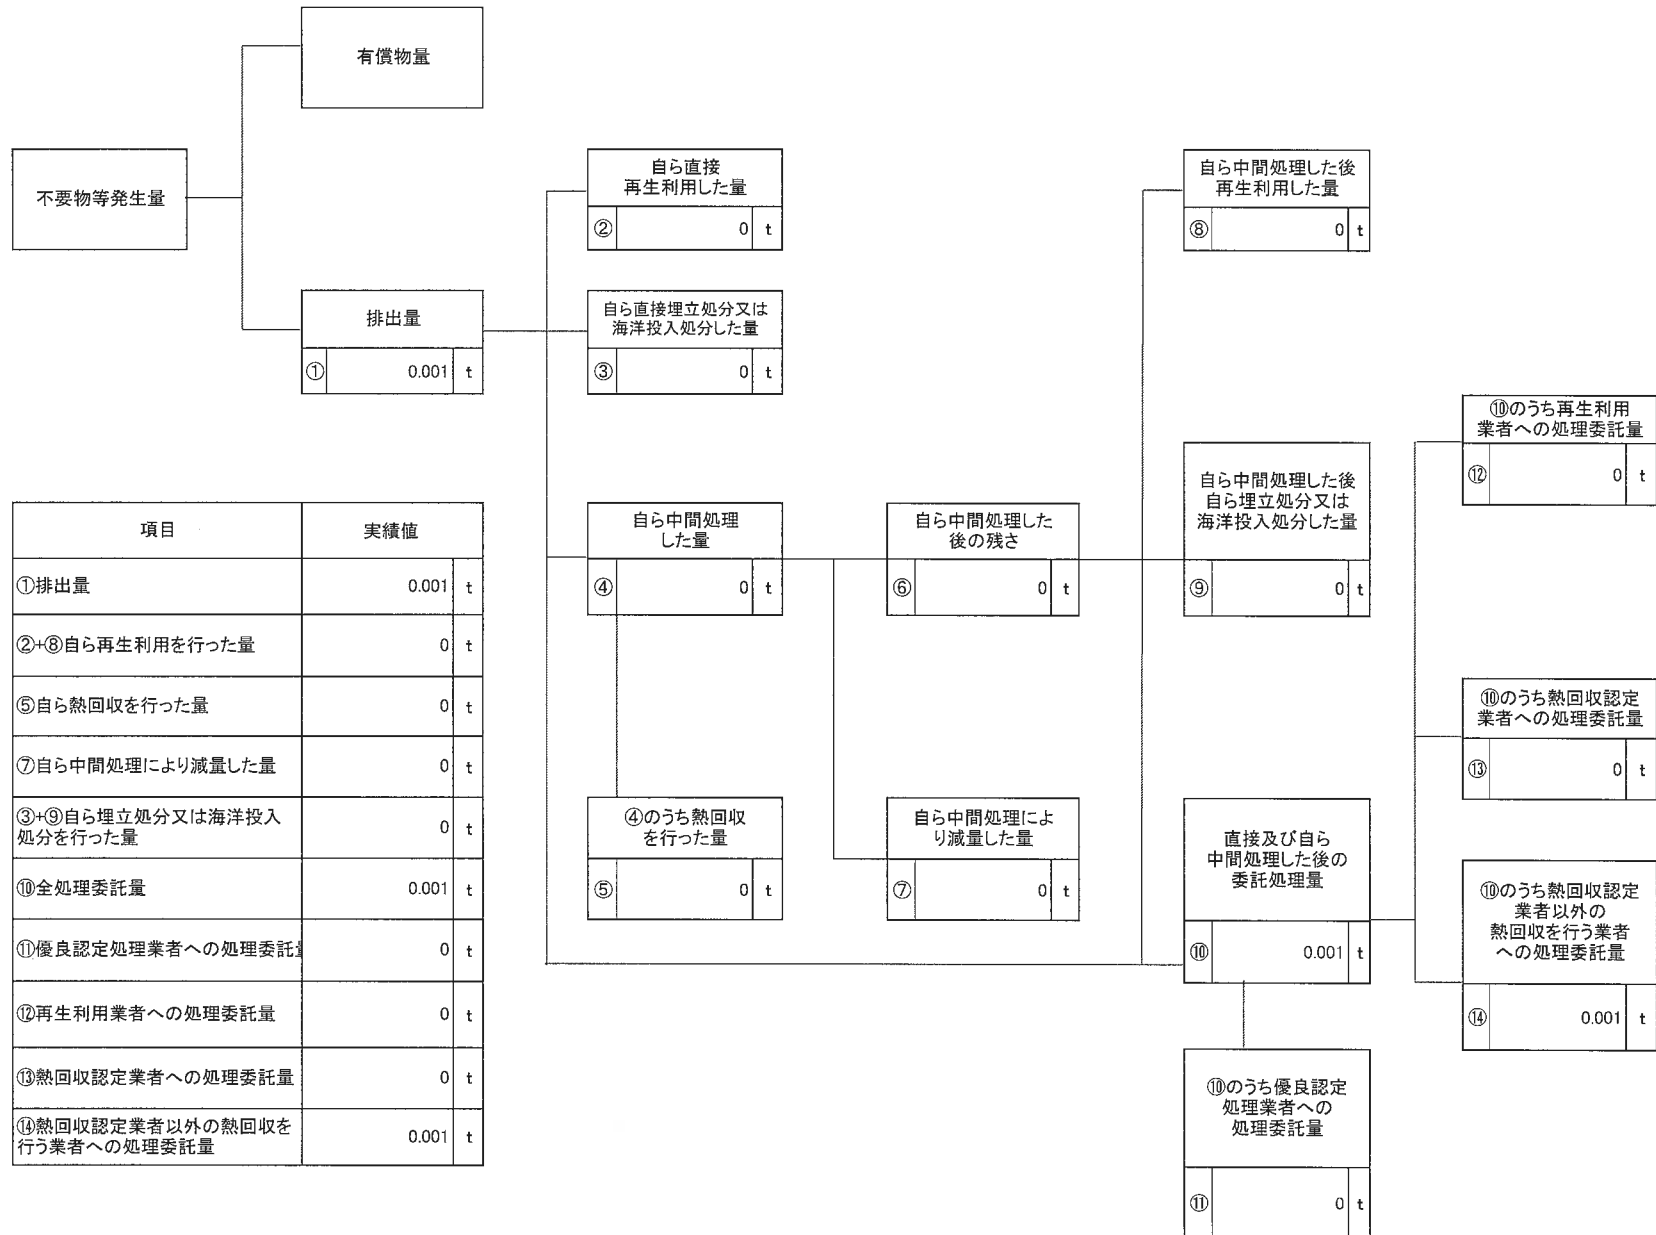 有償物量
不要物等発生量
排出量
① 0.001 t
自ら直接
再生利用した量
② 0 t
自ら直接埋立処分又は
海洋投入処分した量
③ 0 t
自ら中間処理
した量
④ 0 t
④のうち熱回収
を行った量
⑤ 0 t
自ら中間処理した
後の残さ
⑥ 0 t
自ら中間処理によ
り減量した量
⑦ 0 t
自ら中間処理した後
再生利用した量
⑧ 0 t
自ら中間処理した後
自ら埋立処分又は
海洋投入処分した量
⑨ 0 t
直接及び自ら
中間処理した後の
委託処理量
⑩ 0.001 t
⑩のうち優良認定
処理業者への
処理委託量
⑪ 0 t
⑩のうち再生利用
業者への処理委託量
⑫ 0 t
⑩のうち熱回収認定
業者への処理委託量
⑬ 0 t
⑩のうち熱回収認定
業者以外の
熱回収を行う業者
への処理委託量
⑭ 0.001 t
項目 実績値
①排出量 0.001 t
②+⑧自ら再生利用を行った量 0 t
⑤自ら熱回収を行った量 0 t
⑦自ら中間処理により減量した量 0 t
③+⑨自ら埋立処分又は海洋投入
処分を行った量 0 t
⑩全処理委託量 0.001 t
⑪優良認定処理業者への処理委託 0 t
⑫再生利用業者への処理委託量 0 t
⑬熱回収認定業者への処理委託量 0 t
⑭熱回収認定業者以外の熱回収を
行う業者への処理委託量 0.001 t